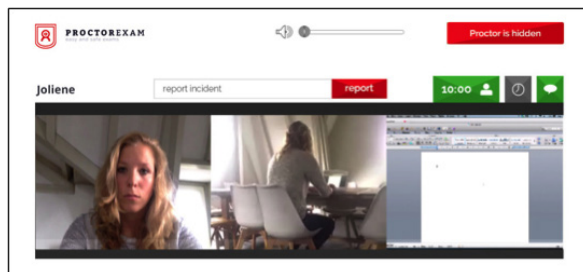 PROCTOREXAM
easy and safe exams
Proctor is hidden
Joliene
report incident
report
10:00